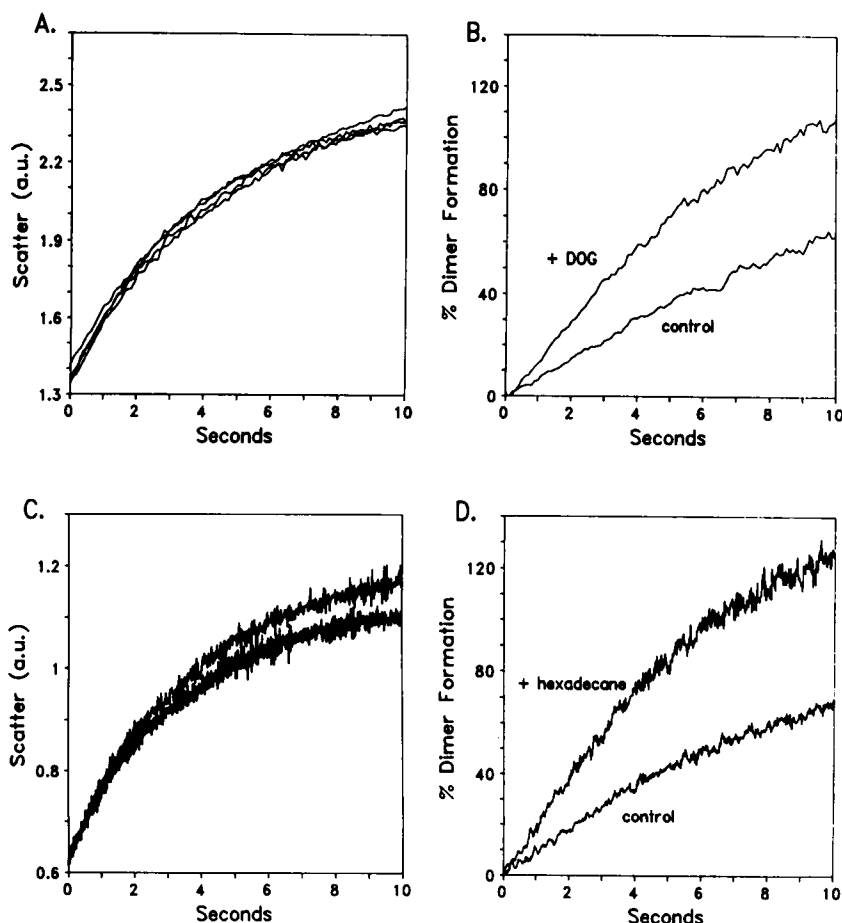 A.
Scatter (a.u.)
2.5
2.2
1.9
1.6
1.3
0 2 4 6 8 10
Seconds
B.
% Dimer Formation
120
80
40
0
+ DOG
control
0 2 4 6 8 10
Seconds
C.
Scatter (a.u.)
1.2
1
0.8
0.6
0 2 4 6 8 10
Seconds
D.
% Dimer Formation
120
80
40
0
+ hexadecane
control
0 2 4 6 8 10
Seconds